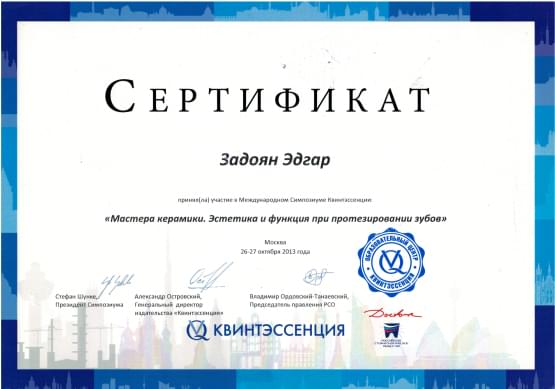 СЕРТИФИКАТ
Задоян Эдгар
принял(ла) участие в Международном Симпозиуме Квинтэссенции
«Мастера керамики. Эстетика и функция при протезировании зубов»
Москва
26-27 октября 2013 года
ОБРАЗОВАТЕЛЬНЫЙ ЦЕНТР
КВИНТЭССЕНЦИЯ
Стефан Шунке,
Президент Симпозиума
Александр Островский,
Генеральный директор
издательства «Квинтэссенция»
Владимир Ордовский-Танаевский,
Председатель правления РСО
КВИНТЭССЕНЦИЯ